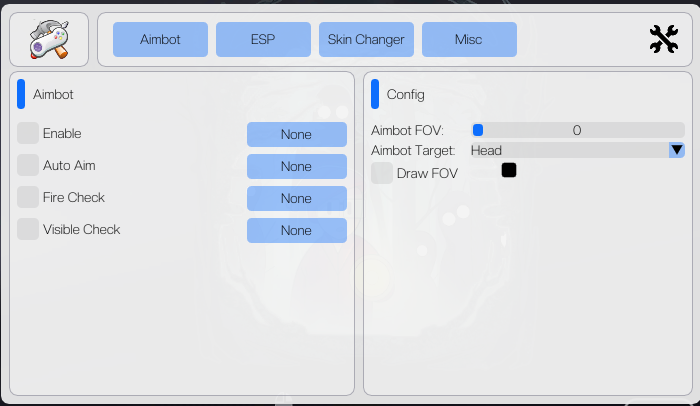 Aimbot ESP Skin Changer Misc
Aimbot
Enable None
Auto Aim None
Fire Check None
Visible Check None
Config
Aimbot FOV: 0
Aimbot Target: Head
Draw FOV